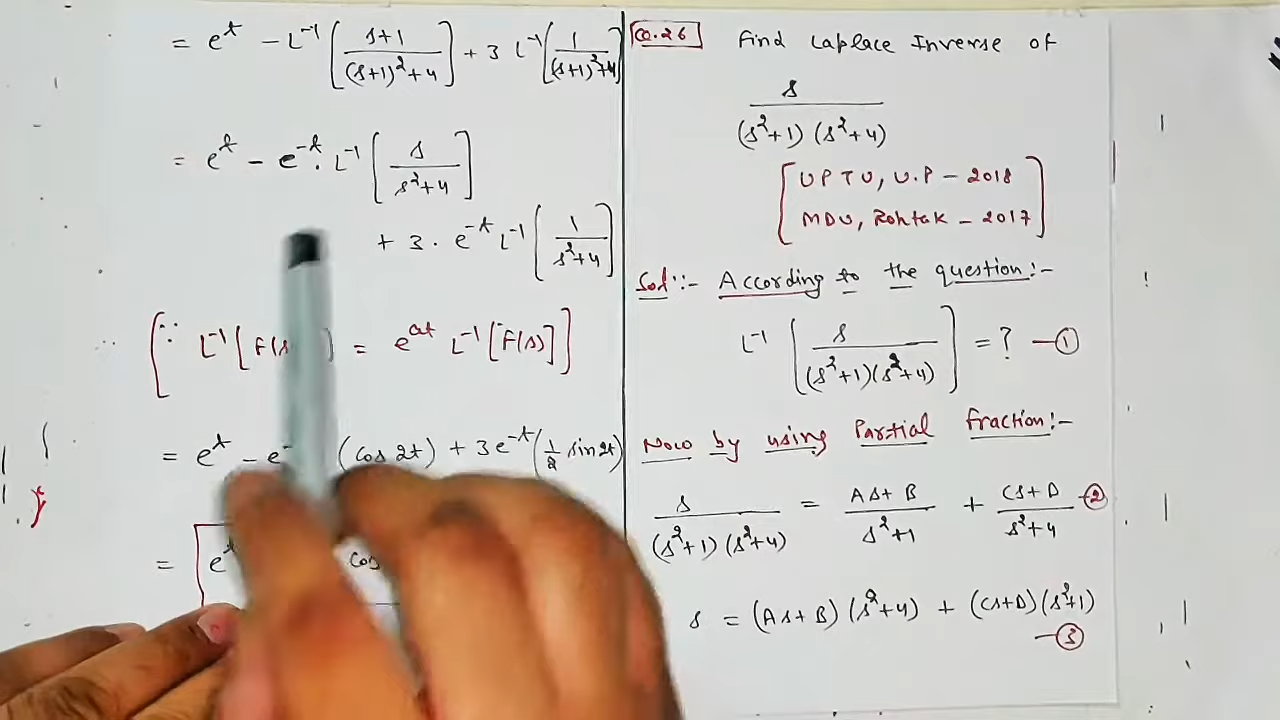 = e^t - L^-1 [ s+1 / (s+1)^2+4 ] + 3 L^-1 [ 1 / (s+1)^2+4 ]
= e^t - e^-t . L^-1 [ s / s^2+4 ]
+ 3 . e^-t L^-1 [ 1 / s^2+4 ]
[ ∵ L^-1 [ F(s ) ] = e^at L^-1 [F(s)] ]
= e^t - e^- (cos 2t) + 3e^-t (1/2 sin 2t)
= e^t cos
Q.26 Find Laplace Inverse of
s / (s^2+1) (s^2+4)
[ UPTU, U.P - 2018
MDU, Rohtak - 2017 ]
Sol::- According to the question:-
L^-1 [ s / (s^2+1)(s^2+4) ] = ? — ①
Now by using Partial Fraction:-
s / (s^2+1) (s^2+4) = As+B / s^2+1 + Cs+D / s^2+4 - ②
s = (As+B) (s^2+4) + (Cs+D) (s^2+1)
— ③